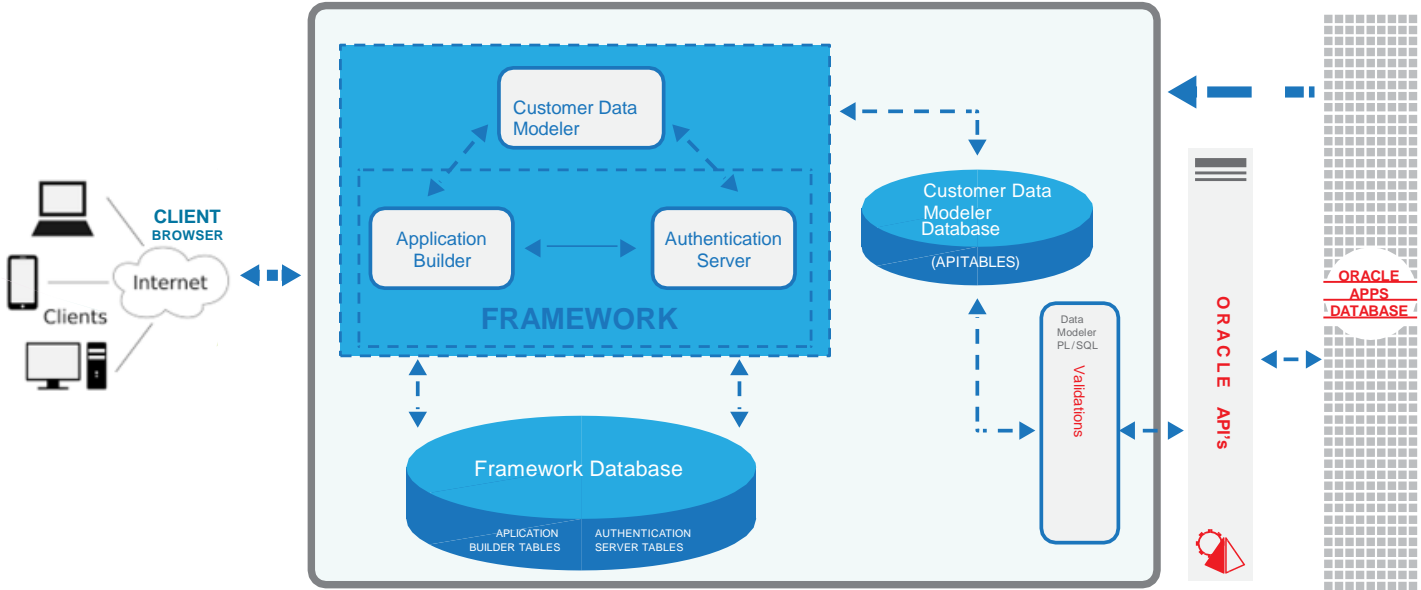 CLIENT
BROWSER
Internet
Clients
Customer Data
Modeler
Application
Builder
Authentication
Server
FRAMEWORK
Framework Database
APLICATION
BUILDER TABLES
AUTHENTICATION
SERVER TABLES
Customer Data
Modeler
Database
(APITABLES)
Data
Modeler
PL/SQL
Validations
ORACLE API's
ORACLE
APPS
DATABASE